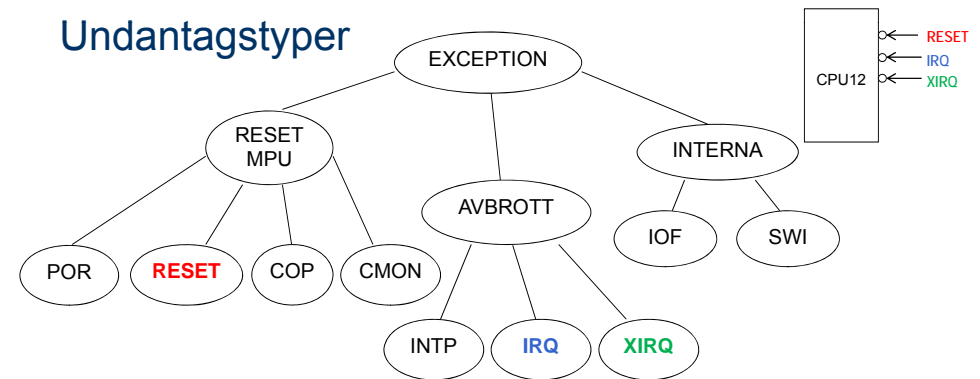 Undantagstyper
EXCEPTION
CPU12
RESET
IRQ
XIRQ
RESET
MPU
INTERNA
AVBROTT
IOF
SWI
POR
RESET
COP
CMON
INTP
IRQ
XIRQ